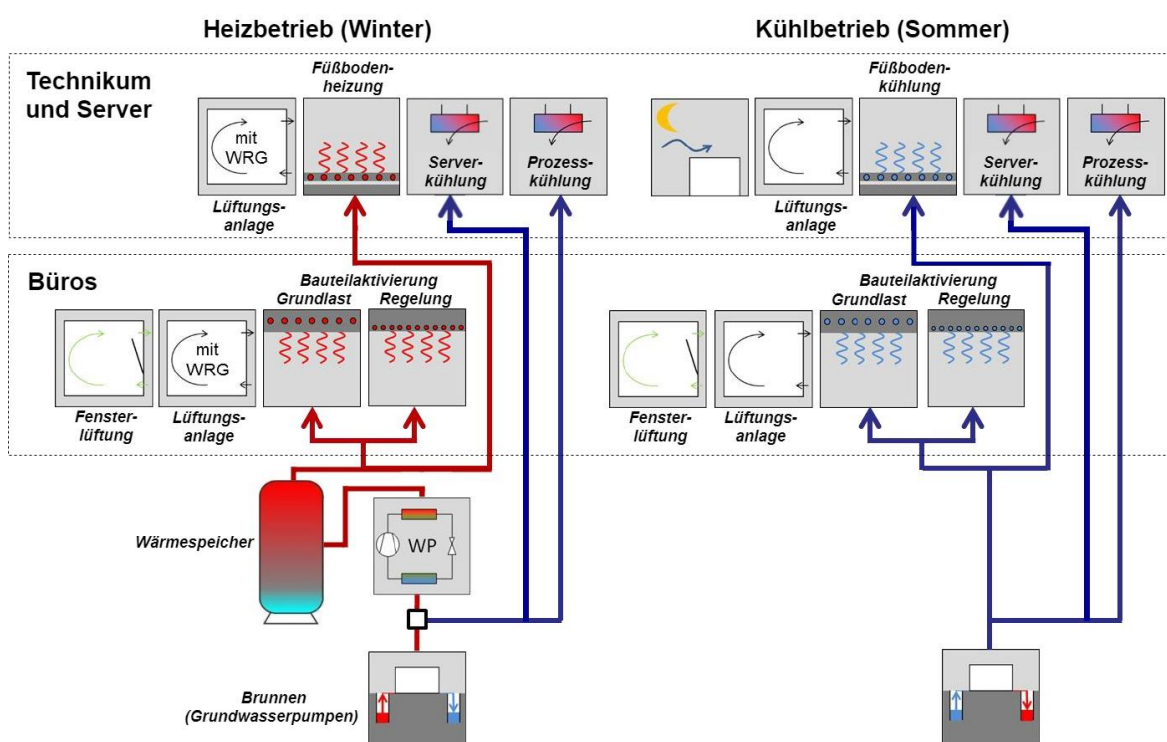 Heizbetrieb (Winter)
Kühlbetrieb (Sommer)
Technikum
und Server
Füßboden-
heizung
mit
WRG
Server-
kühlung
Prozess-
kühlung
Lüftungs-
anlage
Füßboden-
kühlung
Server-
kühlung
Prozess-
kühlung
Lüftungs-
anlage
Büros
Bauteilaktivierung
Grundlast Regelung
mit
WRG
Fenster-
lüftung
Lüftungs-
anlage
Bauteilaktivierung
Grundlast Regelung
Fenster-
lüftung
Lüftungs-
anlage
Wärmespeicher
WP
Brunnen
(Grundwasserpumpen)